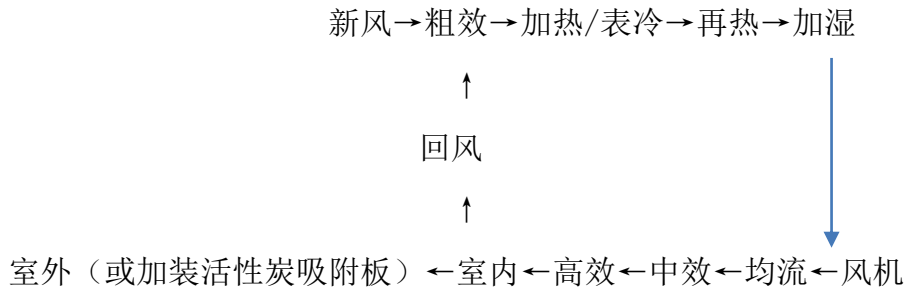 新风→粗效→加热/表冷→再热→加湿
↑
回风
↑
室外（或加装活性炭吸附板）←室内←高效←中效←均流←风机